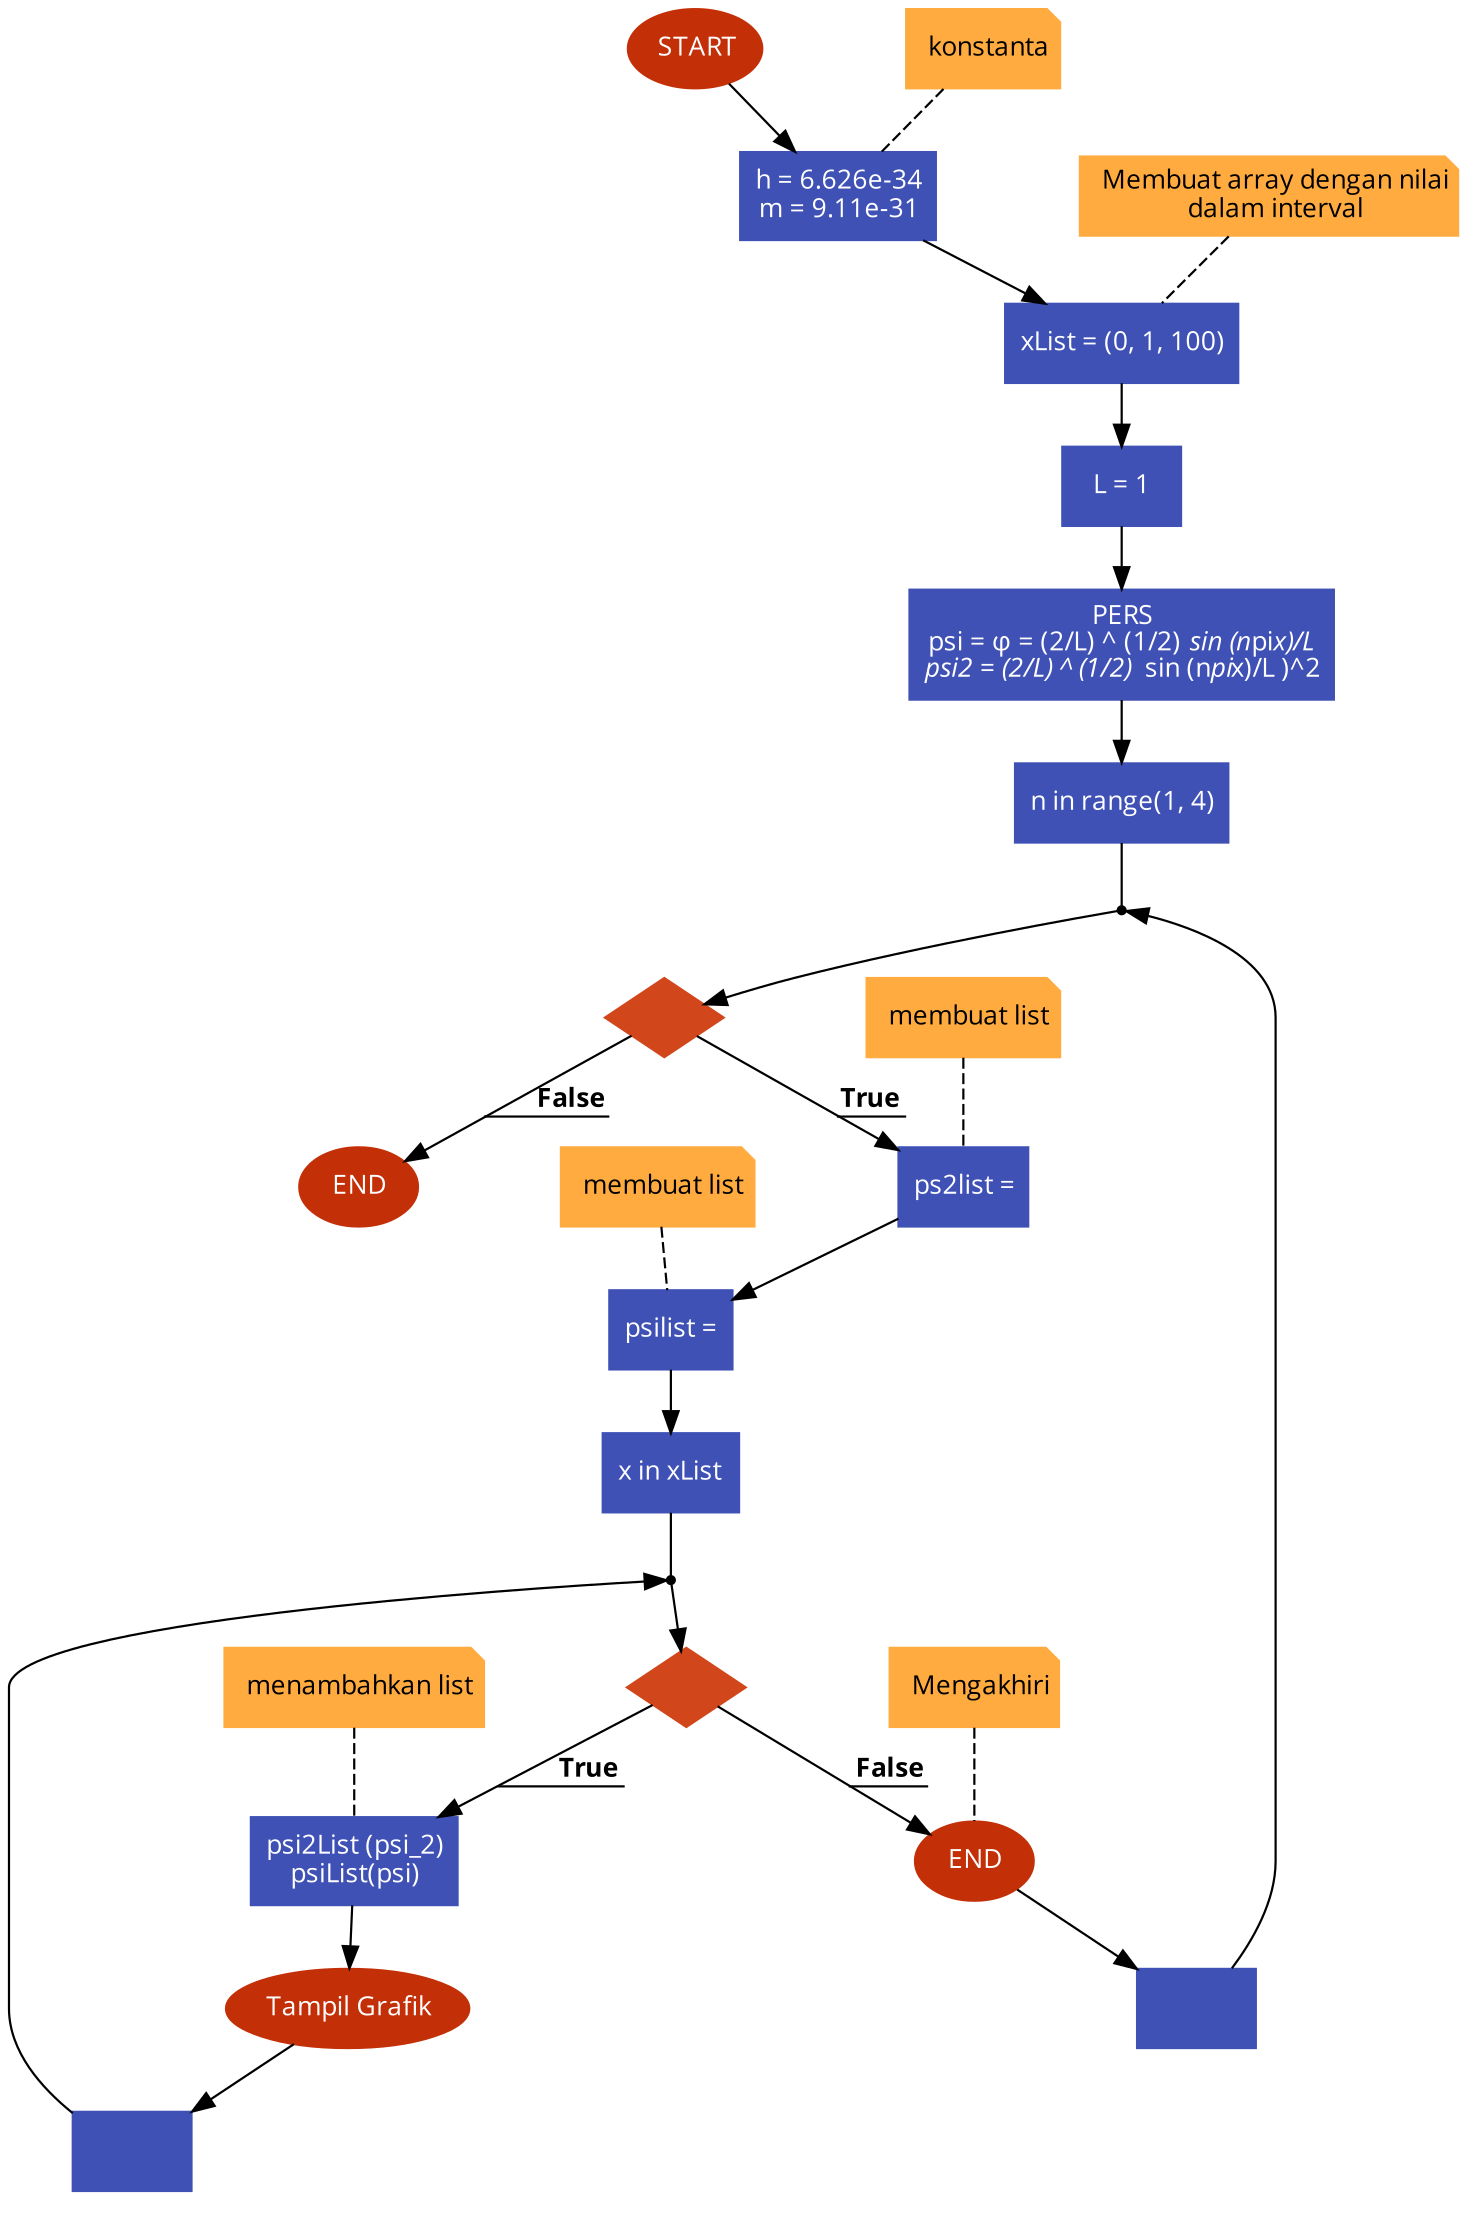 START
konstanta
h = 6.626e-34
m = 9.11e-31
Membuat array dengan nilai
dalam interval
xList = (0, 1, 100)
L = 1
PERS
psi = φ = (2/L) ^ (1/2) sin (npix)/L
psi2 = (2/L) ^ (1/2) sin (npix)/L )^2
n in range(1, 4)
membuat list
False
True
END
membuat list
ps2list =
psilist =
x in xList
menambahkan list
Mengakhiri
True
False
psi2List (psi_2)
psiList(psi)
END
Tampil Grafik